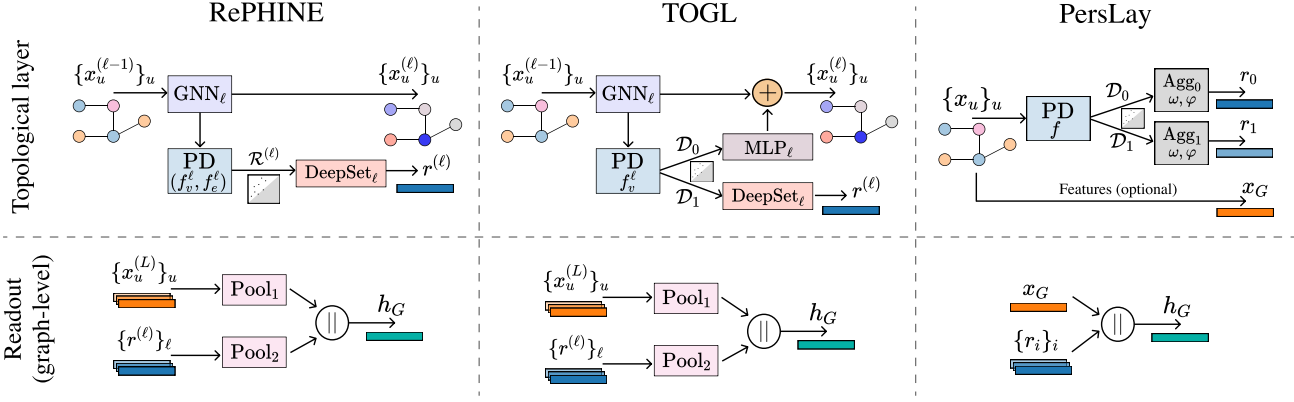 RePHINE
TOGL
PersLay
Topological layer
{x_u^{(ℓ-1)}}_u
GNN_ℓ
{x_u^{(ℓ)}}_u
PD
(f_v^ℓ, f_e^ℓ)
R^{(ℓ)}
DeepSet_ℓ
r^{(ℓ)}
{x_u^{(ℓ-1)}}_u
GNN_ℓ
+
{x_u^{(ℓ)}}_u
PD
f_v^ℓ
D_0
MLP_ℓ
D_1
DeepSet_ℓ
r^{(ℓ)}
{x_u}_u
PD
f
D_0
Agg_0
ω, φ
r_0
D_1
Agg_1
ω, φ
r_1
Features (optional)
x_G
Readout
(graph-level)
{x_u^{(L)}}_u
Pool_1
{r^{(ℓ)}}_ℓ
Pool_2
||
h_G
{x_u^{(L)}}_u
Pool_1
{r^{(ℓ)}}_ℓ
Pool_2
||
h_G
x_G
{r_i}_i
||
h_G